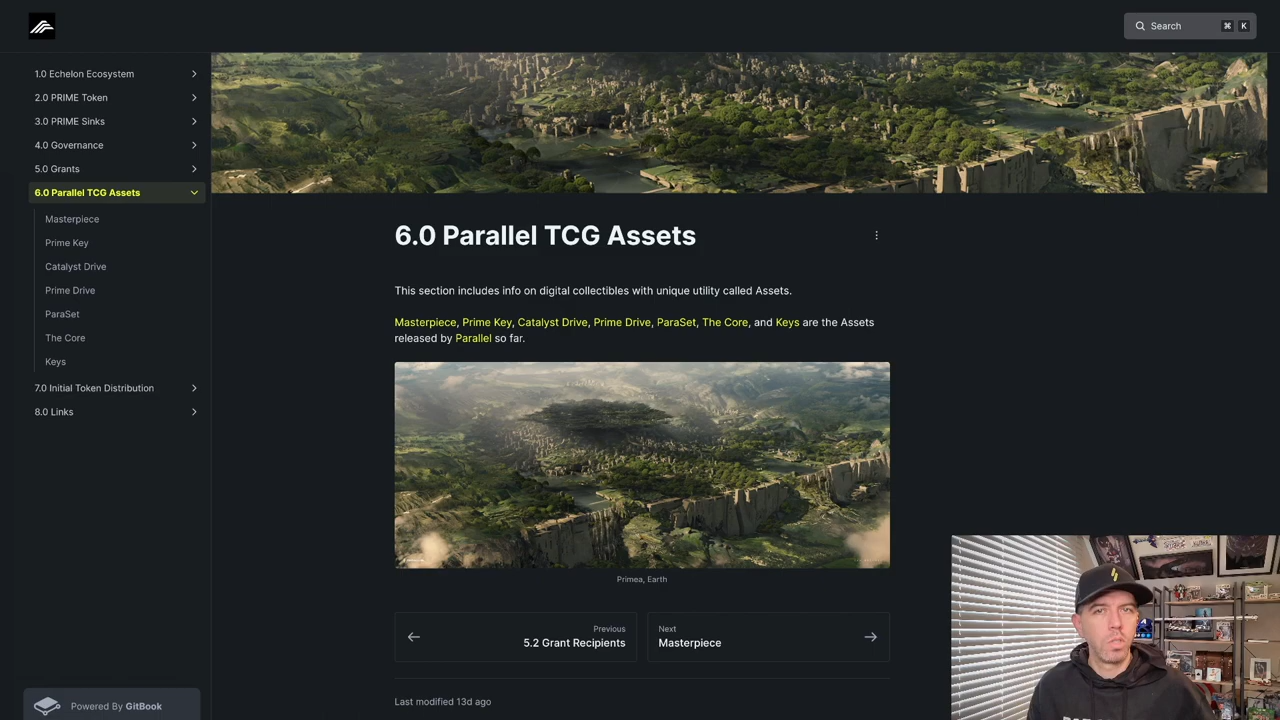 Search
⌘ K
1.0 Echelon Ecosystem
2.0 PRIME Token
3.0 PRIME Sinks
4.0 Governance
5.0 Grants
6.0 Parallel TCG Assets
Masterpiece
Prime Key
Catalyst Drive
Prime Drive
ParaSet
The Core
Keys
7.0 Initial Token Distribution
8.0 Links
Powered By GitBook
6.0 Parallel TCG Assets
This section includes info on digital collectibles with unique utility called Assets.
Masterpiece, Prime Key, Catalyst Drive, Prime Drive, ParaSet, The Core, and Keys are the Assets
released by Parallel so far.
Primea, Earth
Previous
5.2 Grant Recipients
Next
Masterpiece
Last modified 13d ago